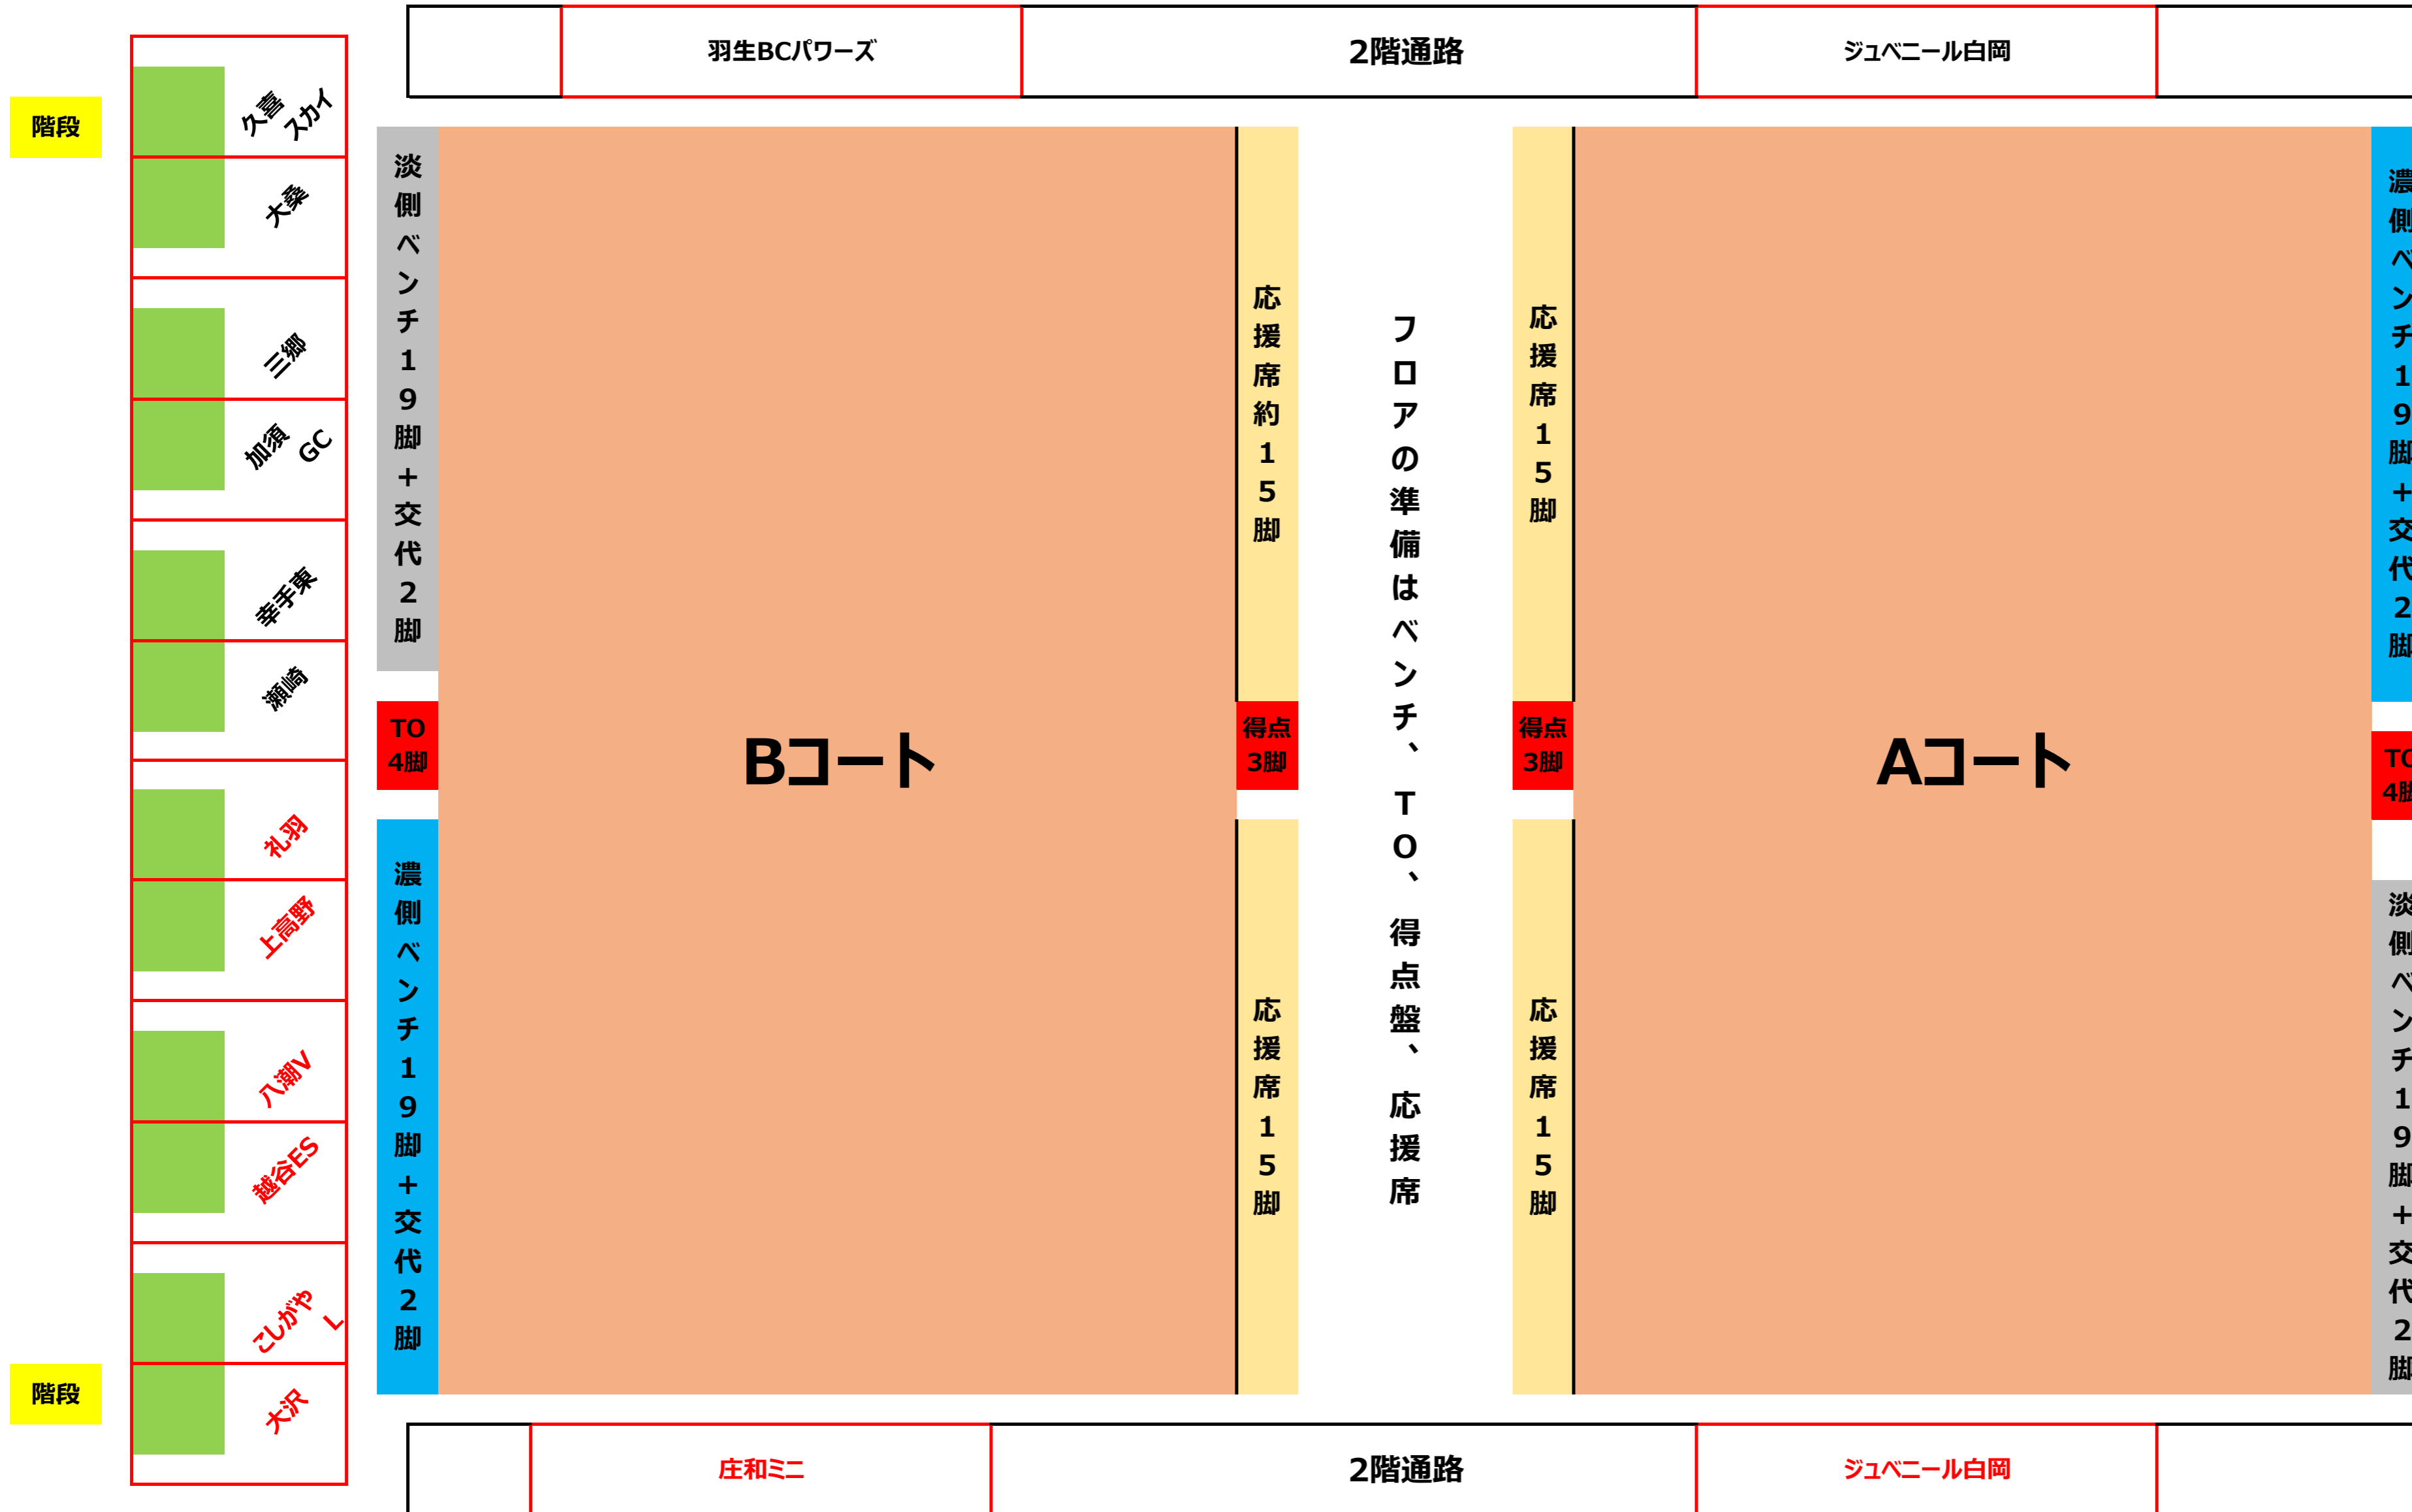 羽生BCパワーズ
2階通路
ジュベニール白岡
階段
久喜
スカイ
大桑
三郷
加須
GC
幸手東
瀬崎
礼羽
上高野
八潮V
越谷ES
こしがや
L
大沢
階段
淡側ベンチ19脚+交代2脚
TO
4脚
濃側ベンチ19脚+交代2脚
Bコート
応援席約15脚
得点
3脚
応援席15脚
フロアの準備はベンチ、TO、得点盤、応援席
応援席15脚
得点
3脚
応援席15脚
Aコート
濃側ベンチ19脚+交代2脚
TO
4脚
淡側ベンチ19脚+交代2脚
庄和ミニ
2階通路
ジュベニール白岡